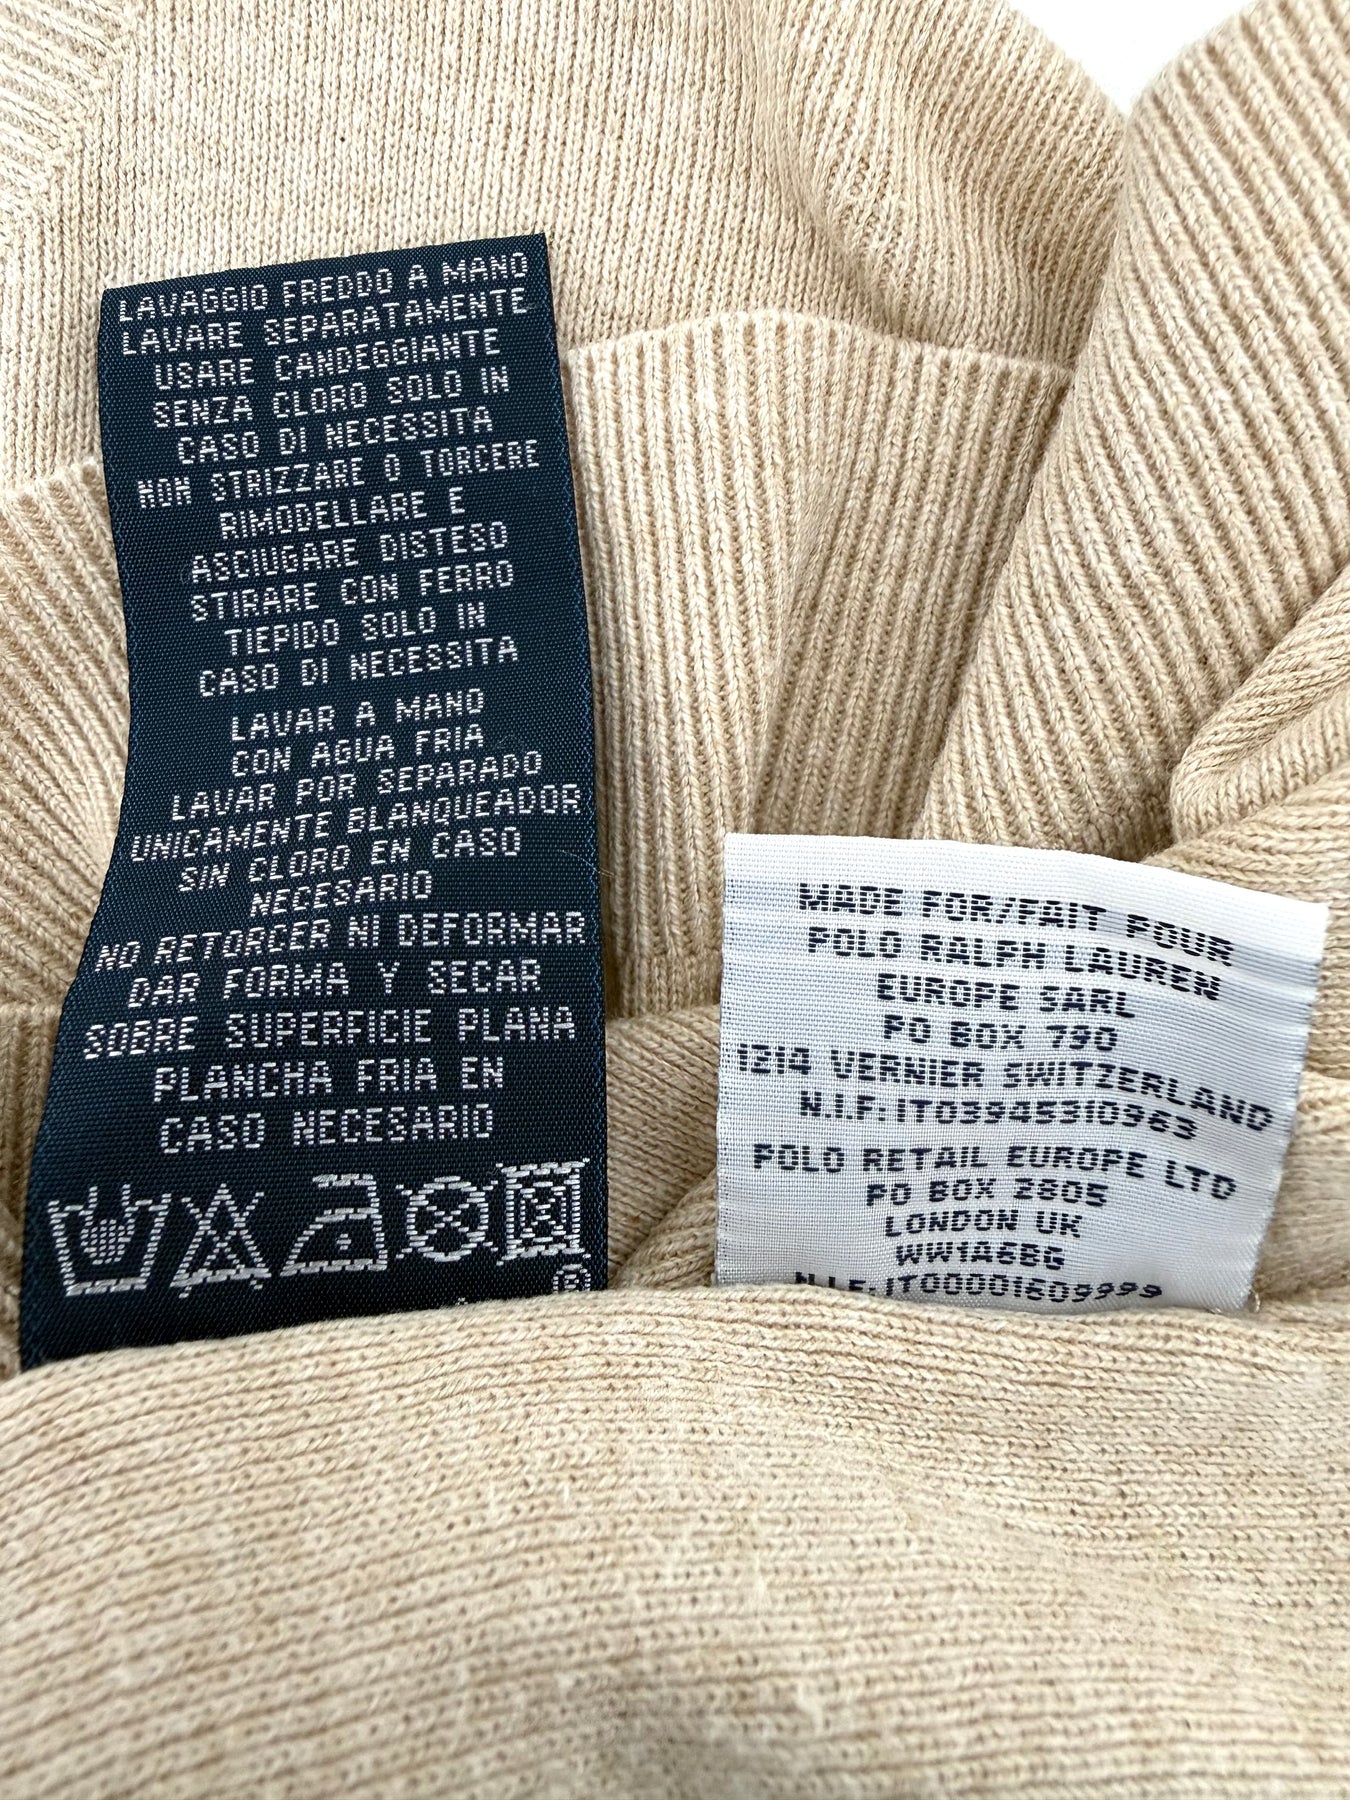 LAVAGGIO FREDDO A MANO
LAVARE SEPARATAMENTE
USARE CANDEGGIANTE
SENZA CLORO SOLO IN
CASO DI NECESSITA
NON STRIZZARE O TORCERE
RIMODELLARE E
ASCIUGARE DISTESO
STIRARE CON FERRO
TIEPIDO SOLO IN
CASO DI NECESSITA
LAVAR A MANO
CON AGUA FRIA
LAVAR POR SEPARADO
UNICAMENTE BLANQUEADOR
SIN CLORO EN CASO
NECESARIO
NO RETORCER NI DEFORMAR
DAR FORMA Y SECAR
SOBRE SUPERFICIE PLANA
PLANCHA FRIA EN
CASO NECESARIO
MADE FOR/FAIT POUR
POLO RALPH LAUREN
EUROPE SARL
PO BOX 790
1214 VERNIER SWITZERLAND
N.I.F:IT03945310963
POLO RETAIL EUROPE LTD
PO BOX 2805
LONDON UK
WW1A6BG
N.I.F:IT00001609999